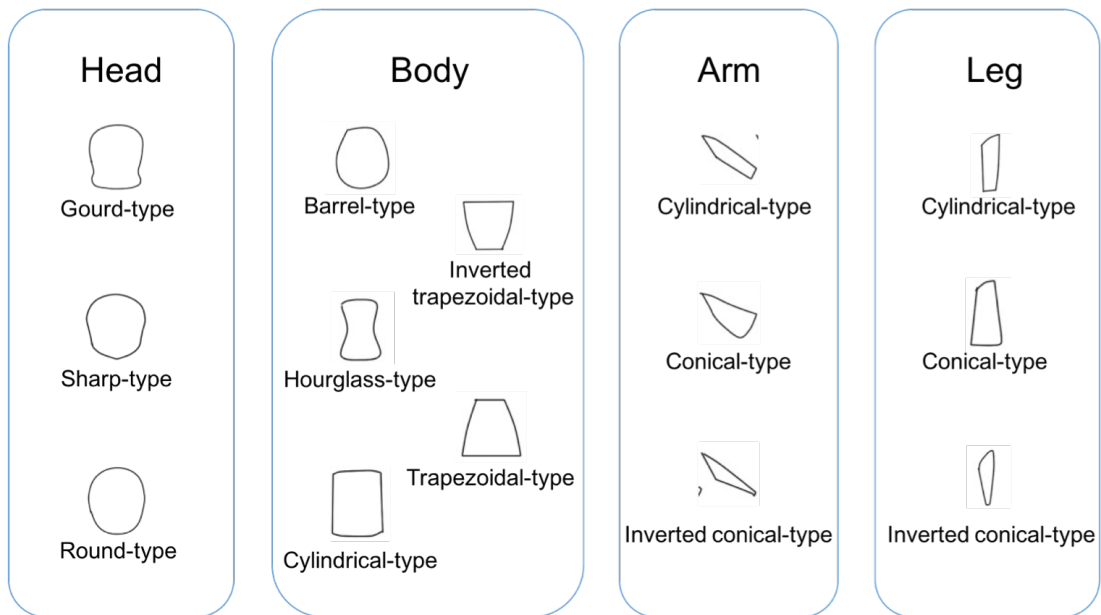 Head
Gourd-type
Sharp-type
Round-type
Body
Barrel-type
Inverted
trapezoidal-type
Hourglass-type
Trapezoidal-type
Cylindrical-type
Arm
Cylindrical-type
Conical-type
Inverted conical-type
Leg
Cylindrical-type
Conical-type
Inverted conical-type